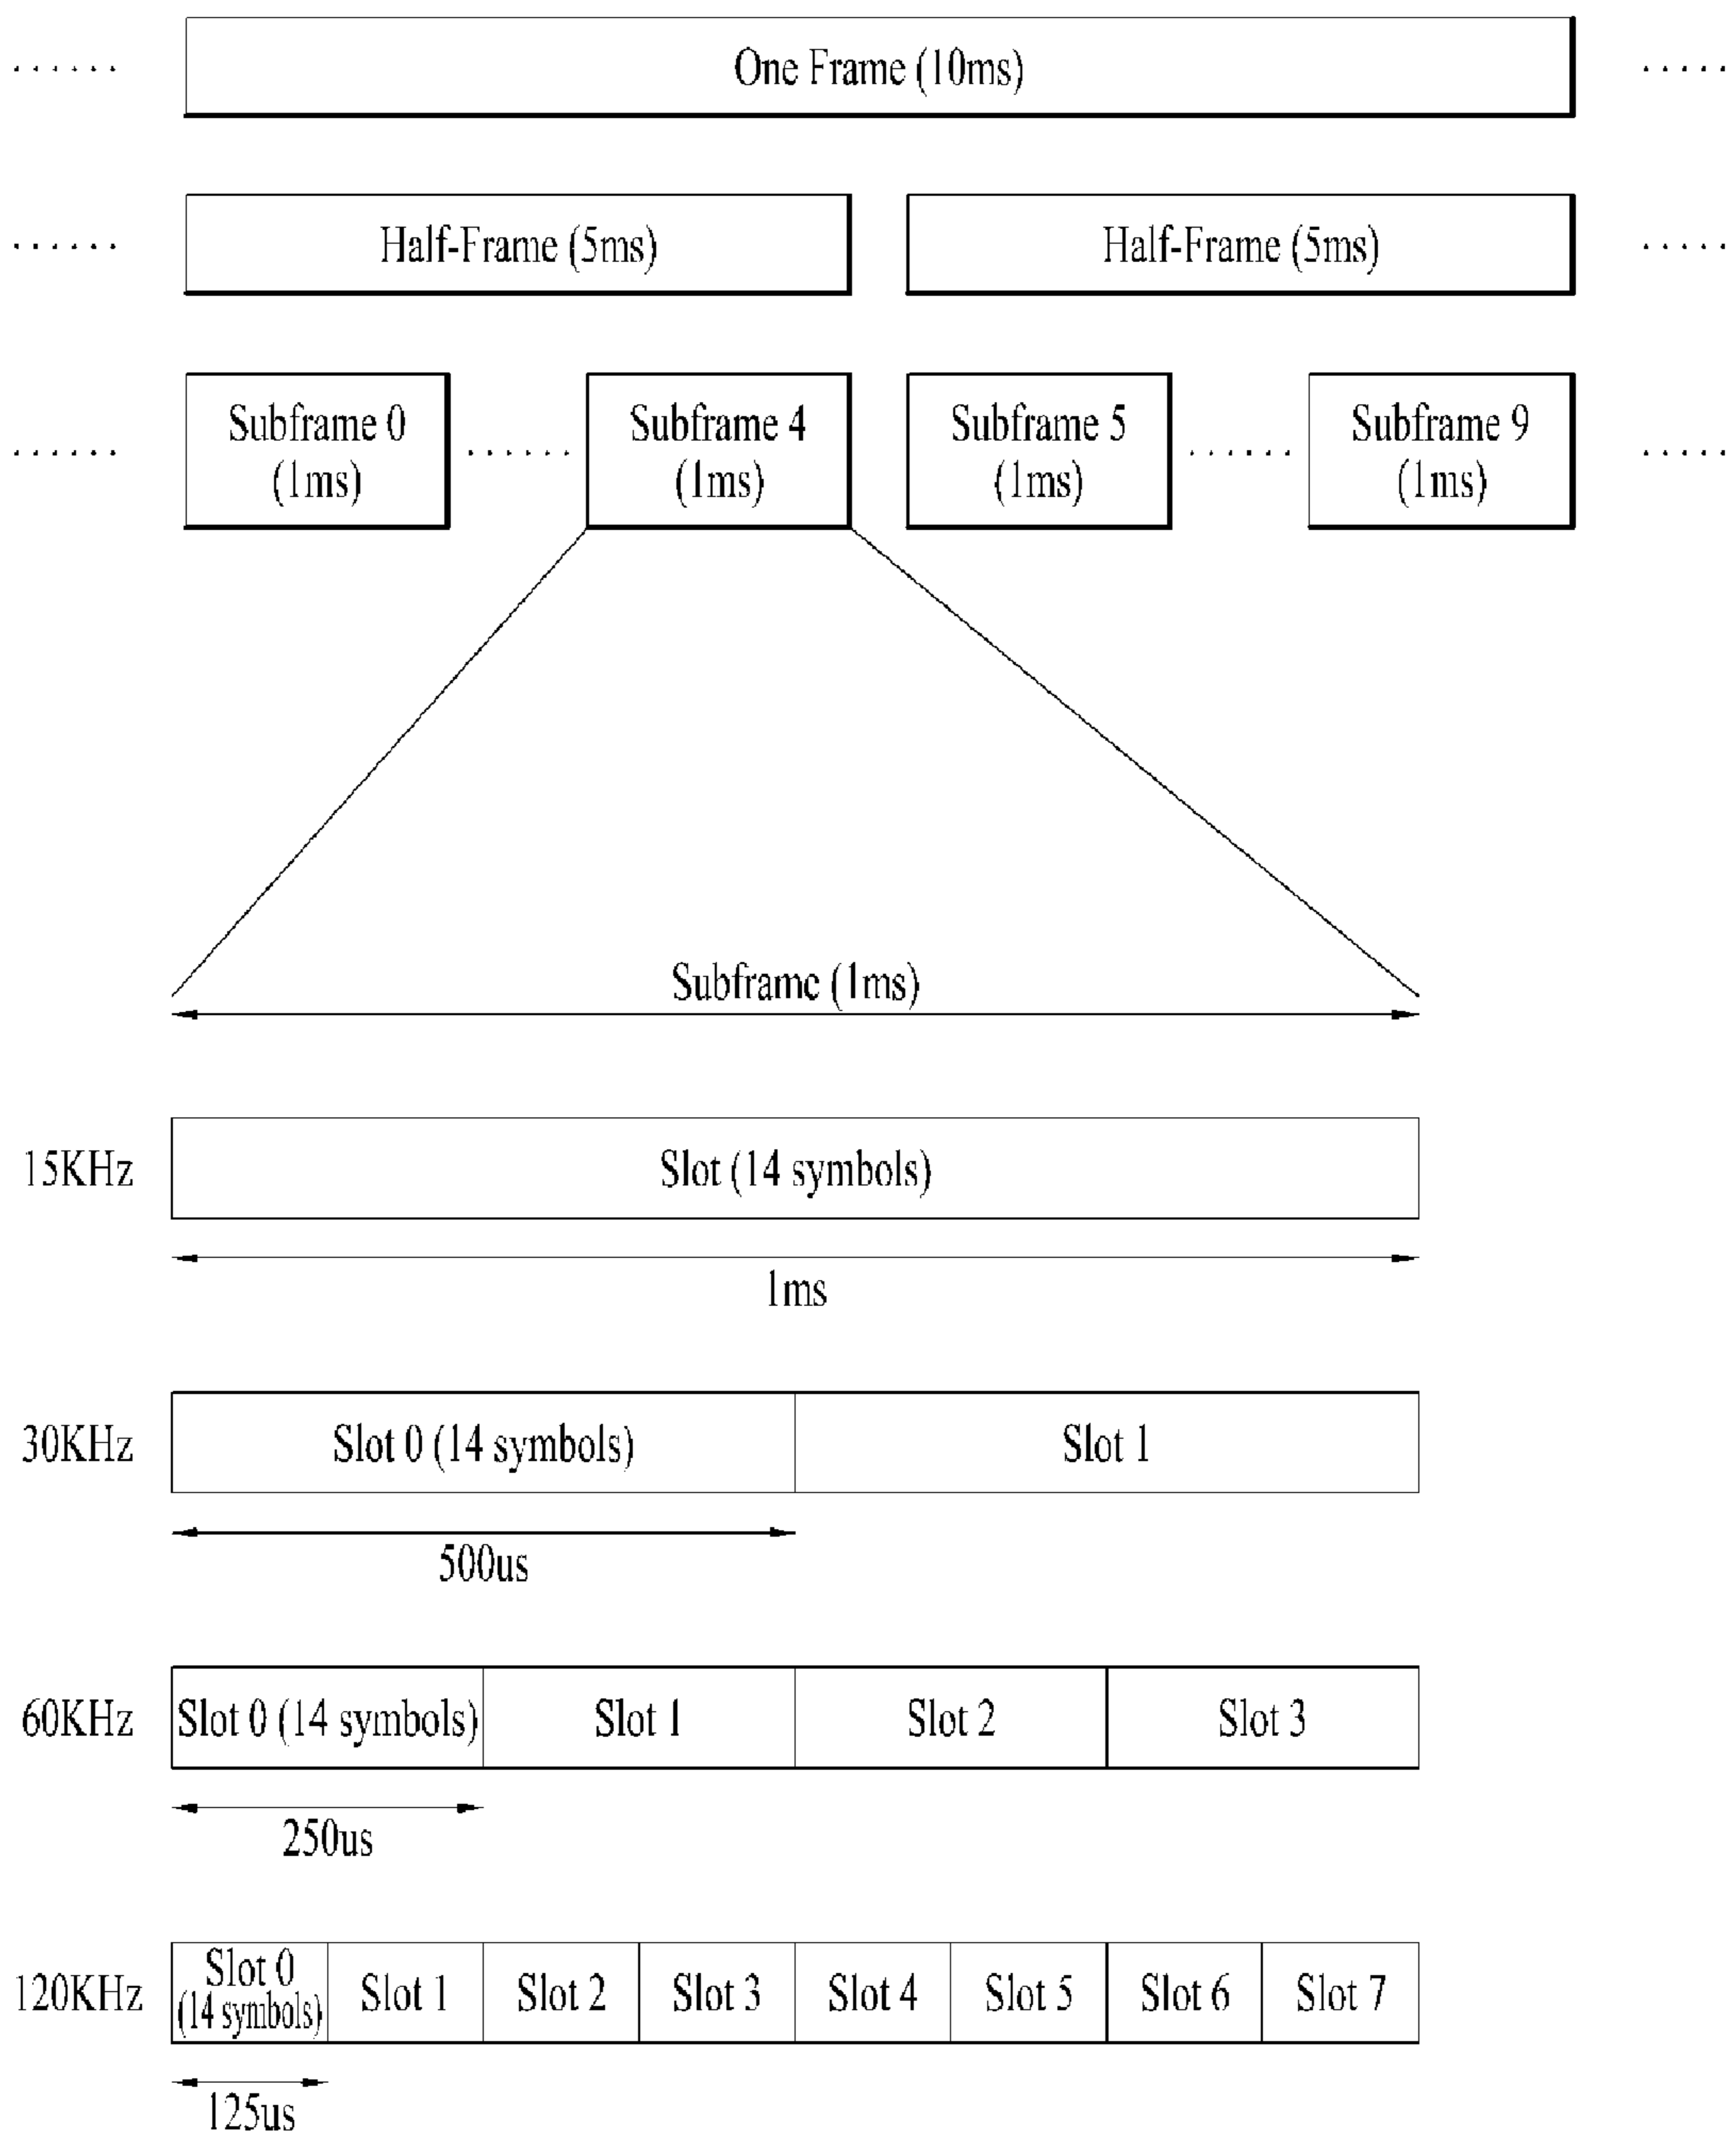 ...... One Frame (10ms) .....
...... Half-Frame (5ms) Half-Frame (5ms) .....
Subframe 0 Subframe 4 Subframe 5 Subframe 9
...... (1ms) ...... (1ms) (1ms) ...... (1ms) .....
Subframe (1ms)
15KHz Slot (14 symbols)
1ms
30KHz Slot 0 (14 symbols) Slot 1
500us
60KHz Slot 0 (14 symbols) Slot 1 Slot 2 Slot 3
250us
120KHz Slot 0 (14 symbols) Slot 1 Slot 2 Slot 3 Slot 4 Slot 5 Slot 6 Slot 7
125us